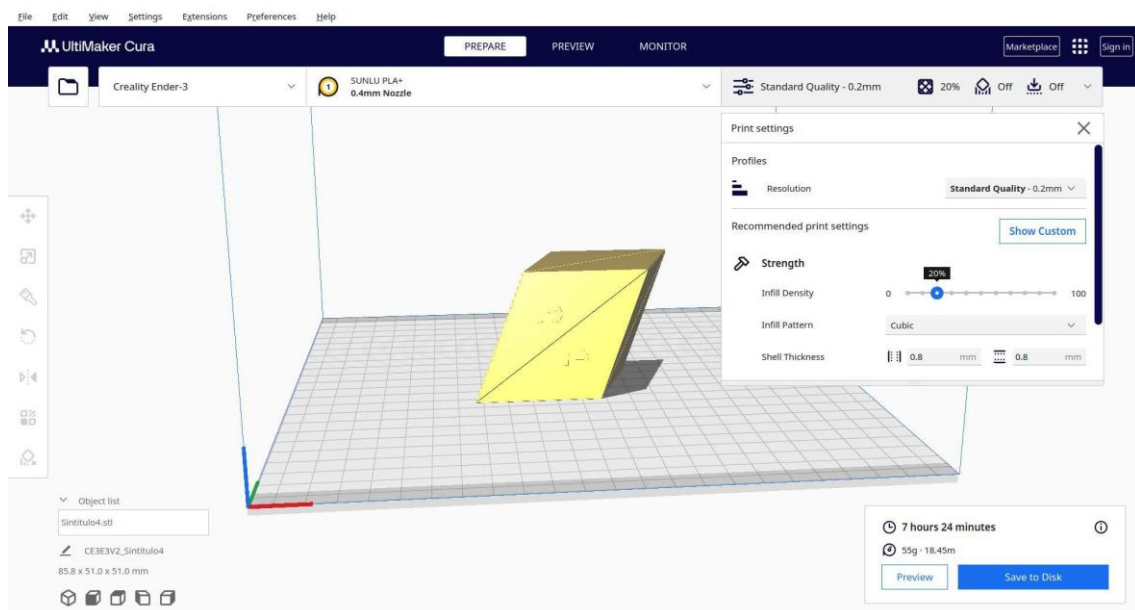 File Edit View Settings Extensions Preferences Help
UltiMaker Cura PREPARE PREVIEW MONITOR Marketplace Sign in
Creality Ender-3
1 SUNLU PLA+
0.4mm Nozzle
Standard Quality - 0.2mm 20% Off Off
Print settings
Profiles
Resolution Standard Quality - 0.2mm
Recommended print settings Show Custom
Strength
20%
Infill Density 0 100
Infill Pattern Cubic
Shell Thickness 0.8 mm 0.8 mm
Object list
Sintitulo4.stl
CE3E3V2_Sintitulo4
85.8 x 51.0 x 51.0 mm
7 hours 24 minutes
55g · 18.45m
Preview Save to Disk